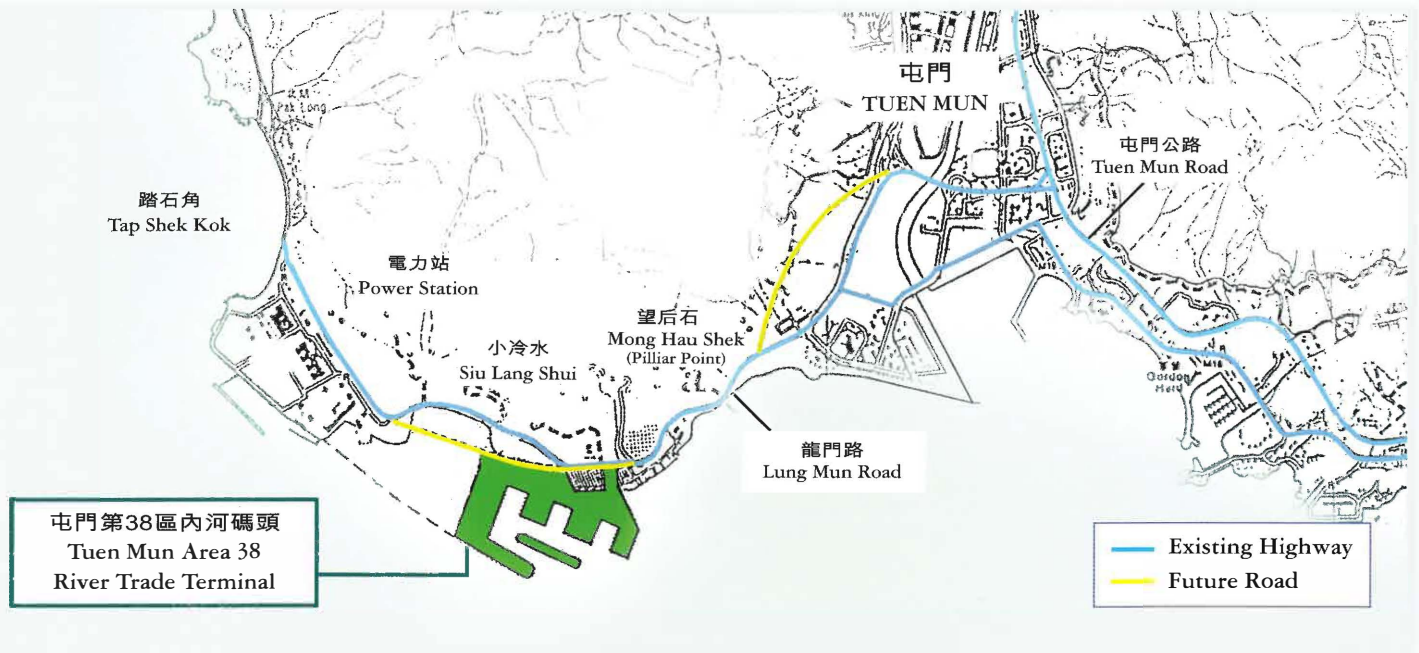 屯門
TUEN MUN
屯門公路
Tuen Mun Road
踏石角
Tap Shek Kok
電力站
Power Station
望后石
Mong Hau Shek
(Pilliar Point)
小冷水
Siu Lang Shui
龍門路
Lung Mun Road
屯門第38區內河碼頭
Tuen Mun Area 38
River Trade Terminal
Existing Highway
Future Road
Pak Long
Gordon